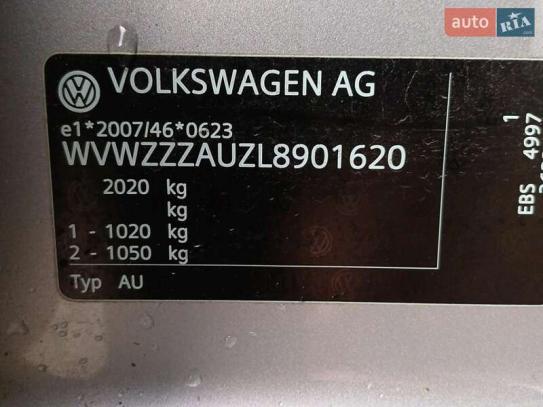 auto RIA.com
VOLKSWAGEN AG
e1*2007/46*0623
WVWZZZAUZL8901620
2020 kg
kg
1 - 1020 kg
2 - 1050 kg
Typ AU
1
4997
EBS